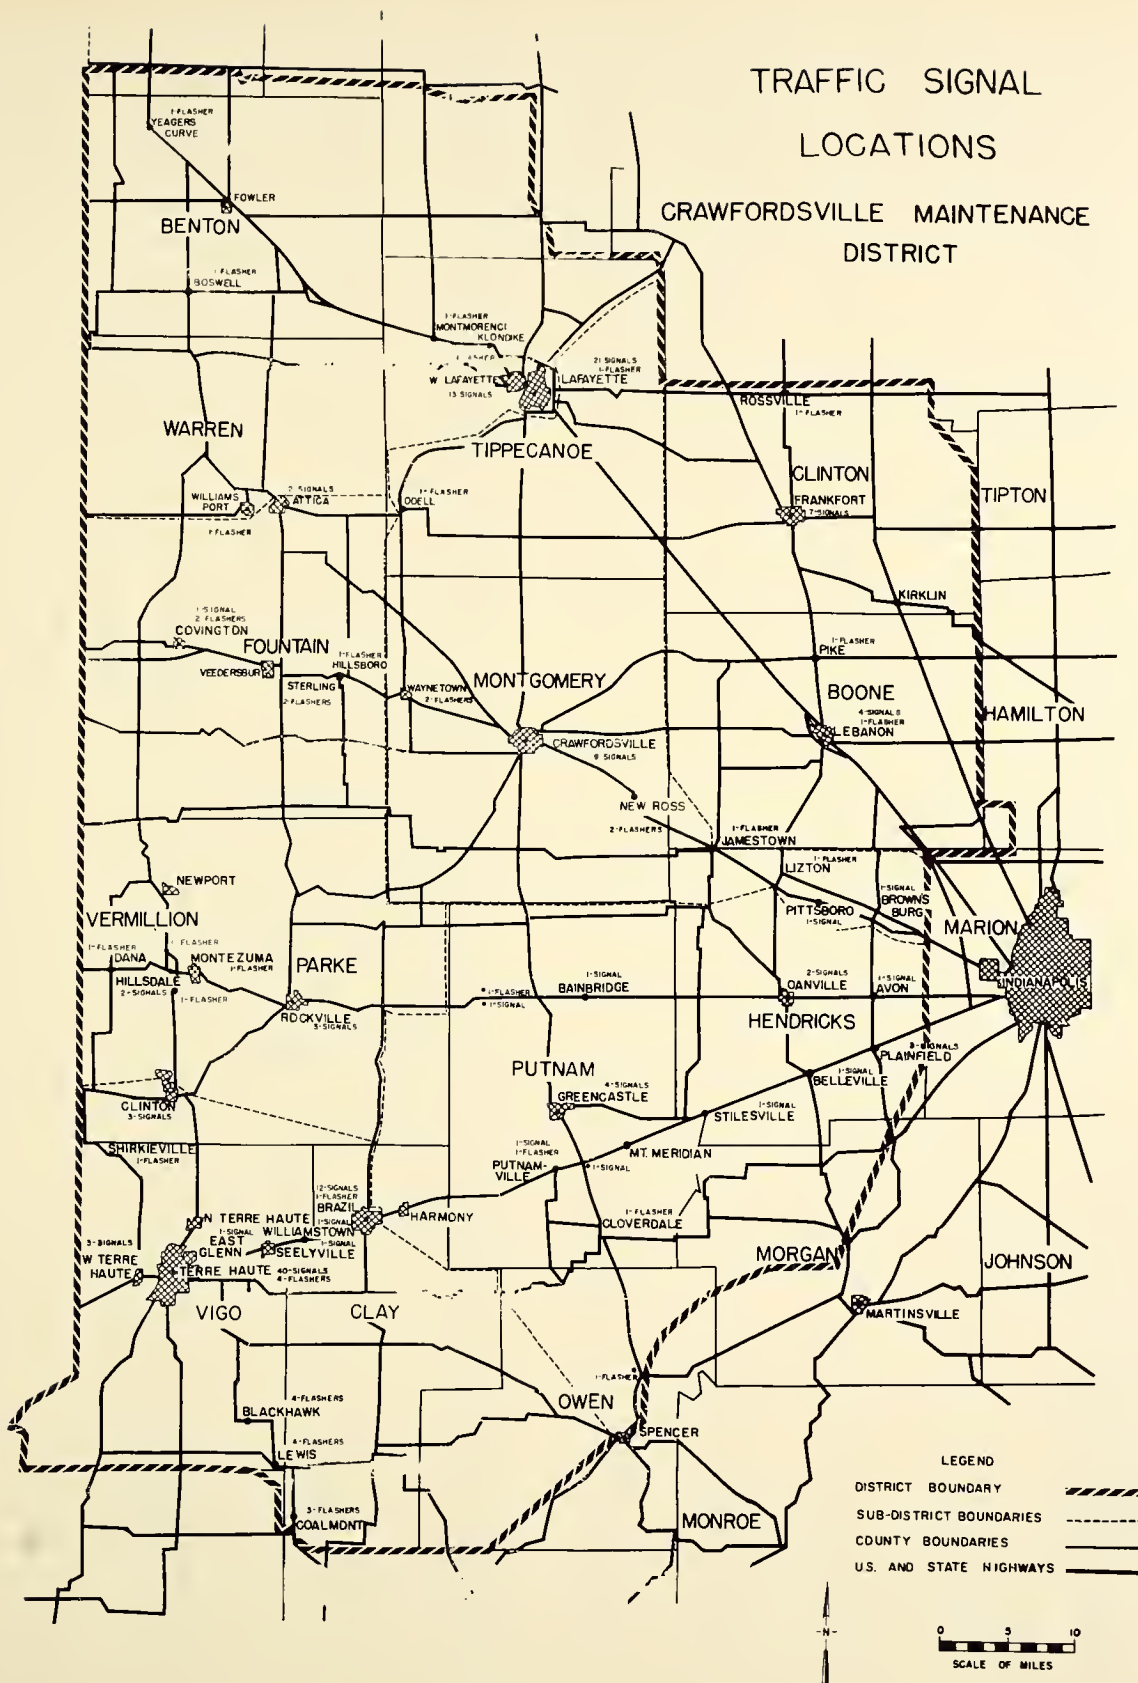 TRAFFIC SIGNAL
LOCATIONS
CRAWFORDSVILLE MAINTENANCE
DISTRICT
1-FLASHER
YEAGERS
CURVE
FOWLER
BENTON
1-FLASHER
BOSWELL
1-FLASHER
MONTMORENCI
KLONDIKE
21 SIGNALS
1-FLASHER
W LAFAYETTE
LAFAYETTE
13 SIGNALS
ROSSVILLE
1-FLASHER
WARREN
TIPPECANOE
CLINTON
FRANKFORT
7-SIGNALS
TIPTON
WILLIAMS
PORT
2-SIGNALS
ATTICA
1-FLASHER
ODELL
1-FLASHER
KIRKLIN
1-SIGNAL
2 FLASHERS
COVINGTON
FOUNTAIN
1-FLASHER
HILLSBORO
VEEDERSBUR
STERLING
2-FLASHERS
WAYNETOWN
2-FLASHERS
MONTGOMERY
1-FLASHER
PIKE
BOONE
4-SIGNALS
1-FLASHER
LEBANON
HAMILTON
CRAWFORDSVILLE
9 SIGNALS
NEW ROSS
2-FLASHERS
1-FLASHER
JAMESTOWN
1-FLASHER
LIZTON
NEWPORT
VERMILLION
PITTSBORO
1-SIGNAL
1-SIGNAL
BROWNS
BURG
MARION
1-FLASHER
DANA
1-FLASHER
MONTEZUMA
1-FLASHER
HILLSDALE
2-SIGNALS
1-FLASHER
PARKE
ROCKVILLE
3-SIGNALS
1-FLASHER
1-SIGNAL
1-SIGNAL
BAINBRIDGE
2-SIGNALS
DANVILLE
1-SIGNAL
AVON
INDIANAPOLIS
HENDRICKS
3-SIGNALS
PLAINFIELD
PUTNAM
4-SIGNALS
GREENCASTLE
1-SIGNAL
BELLEVILLE
1-SIGNAL
STILESVILLE
CLINTON
3-SIGNALS
SHIRKIEVILLE
1-FLASHER
1-SIGNAL
1-FLASHER
PUTNAM-
VILLE
1-SIGNAL
MT. MERIDIAN
12-SIGNALS
1-FLASHER
BRAZIL
HARMONY
1-FLASHER
CLOVERDALE
N TERRE HAUTE
1-SIGNAL
WILLIAMSTOWN
1-SIGNAL
EAST
GLENN
SEELYVILLE
1-SIGNAL
3-SIGNALS
W TERRE
HAUTE
TERRE HAUTE
40-SIGNALS
4-FLASHERS
MORGAN
JOHNSON
VIGO
CLAY
MARTINSVILLE
1-FLASHER
OWEN
SPENCER
4-FLASHERS
BLACKHAWK
4-FLASHERS
LEWIS
3-FLASHERS
COALMONT
MONROE
LEGEND
DISTRICT BOUNDARY
SUB-DISTRICT BOUNDARIES
COUNTY BOUNDARIES
U.S. AND STATE HIGHWAYS
-N-
0 5 10
SCALE OF MILES